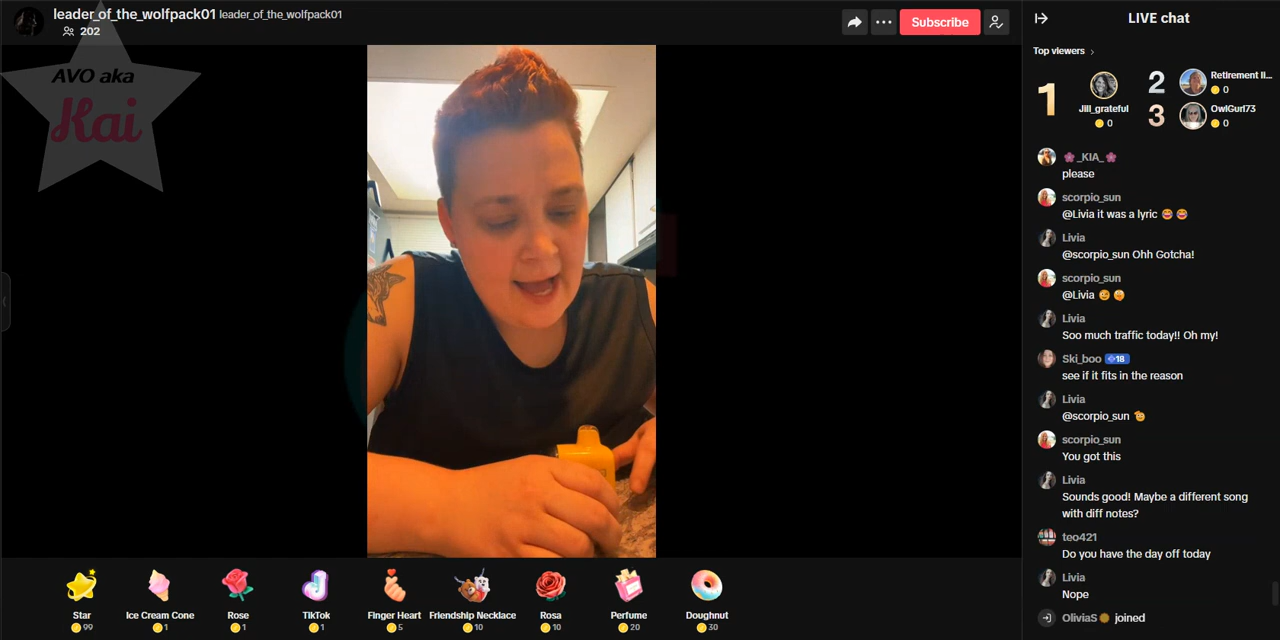 leader_of_the_wolfpack01 leader_of_the_wolfpack01
202
AVO aka
Kai
Subscribe
LIVE chat
Top viewers
1
Jill_grateful
0
2
Retirement li...
0
3
OwlGurl73
0
_KIA_
please
scorpio_sun
@Livia it was a lyric
Livia
@scorpio_sun Ohh Gotcha!
scorpio_sun
@Livia
Livia
Soo much traffic today!! Oh my!
Ski_boo 18
see if it fits in the reason
Livia
@scorpio_sun
scorpio_sun
You got this
Livia
Sounds good! Maybe a different song
with diff notes?
teo421
Do you have the day off today
Livia
Nope
OliviaS joined
Star
99
Ice Cream Cone
1
Rose
1
TikTok
1
Finger Heart
5
Friendship Necklace
10
Rosa
10
Perfume
20
Doughnut
30